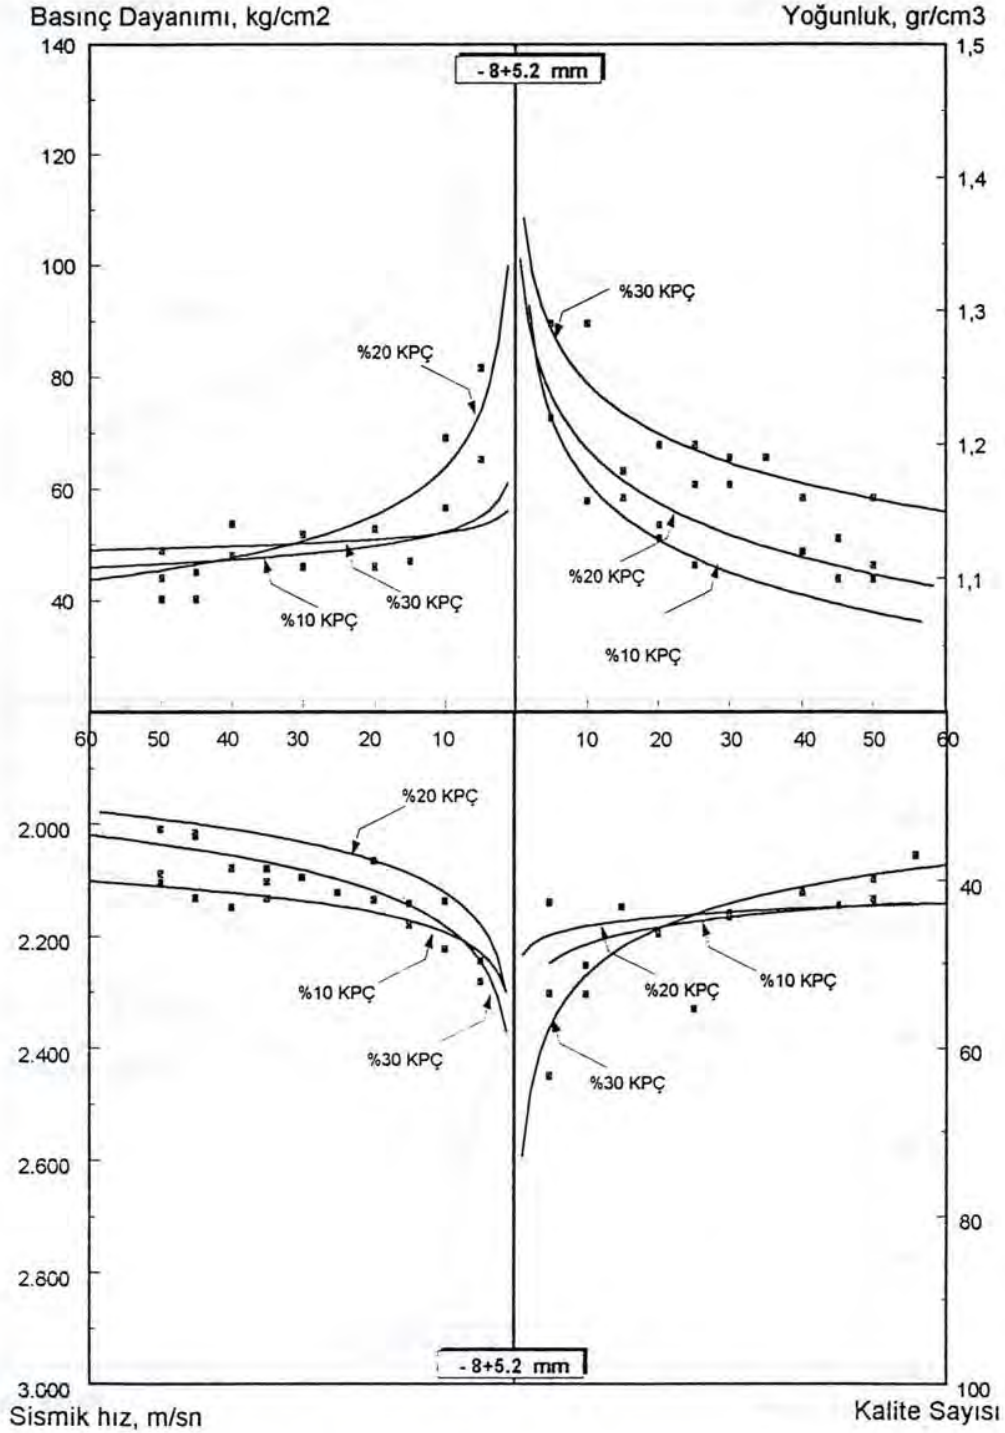 Basınç Dayanımı, kg/cm2
Yoğunluk, gr/cm3
140
1,5
- 8+5.2 mm
120
1,4
100
1,3
%30 KPÇ
%20 KPÇ
80
1,2
60
%20 KPÇ
1,1
40
%10 KPÇ
%30 KPÇ
%10 KPÇ
60 50 40 30 20 10 10 20 30 40 50 60
%20 KPÇ
2.000
40
2.200
%10 KPÇ
%20 KPÇ
%10 KPÇ
2.400
60
%30 KPÇ
%30 KPÇ
2.600
80
2.800
- 8+5.2 mm
3.000
100
Sismik hız, m/sn
Kalite Sayısı